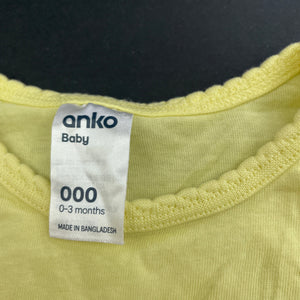 anko
Baby
000
0-3 months
MADE IN BANGLADESH